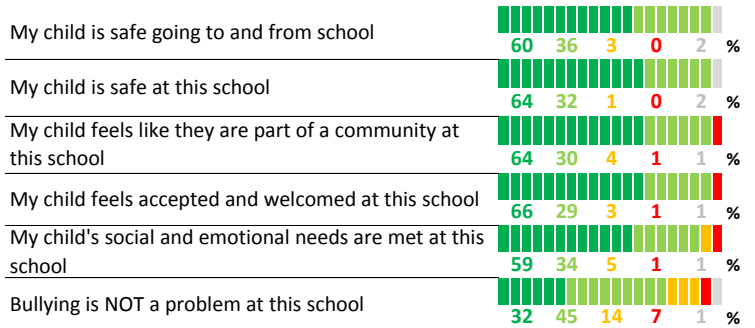 My child is safe going to and from school
60 36 3 0 2 %
My child is safe at this school
64 32 1 0 2 %
My child feels like they are part of a community at
this school
64 30 4 1 1 %
My child feels accepted and welcomed at this school
66 29 3 1 1 %
My child's social and emotional needs are met at this
school
59 34 5 1 1 %
Bullying is NOT a problem at this school
32 45 14 7 1 %